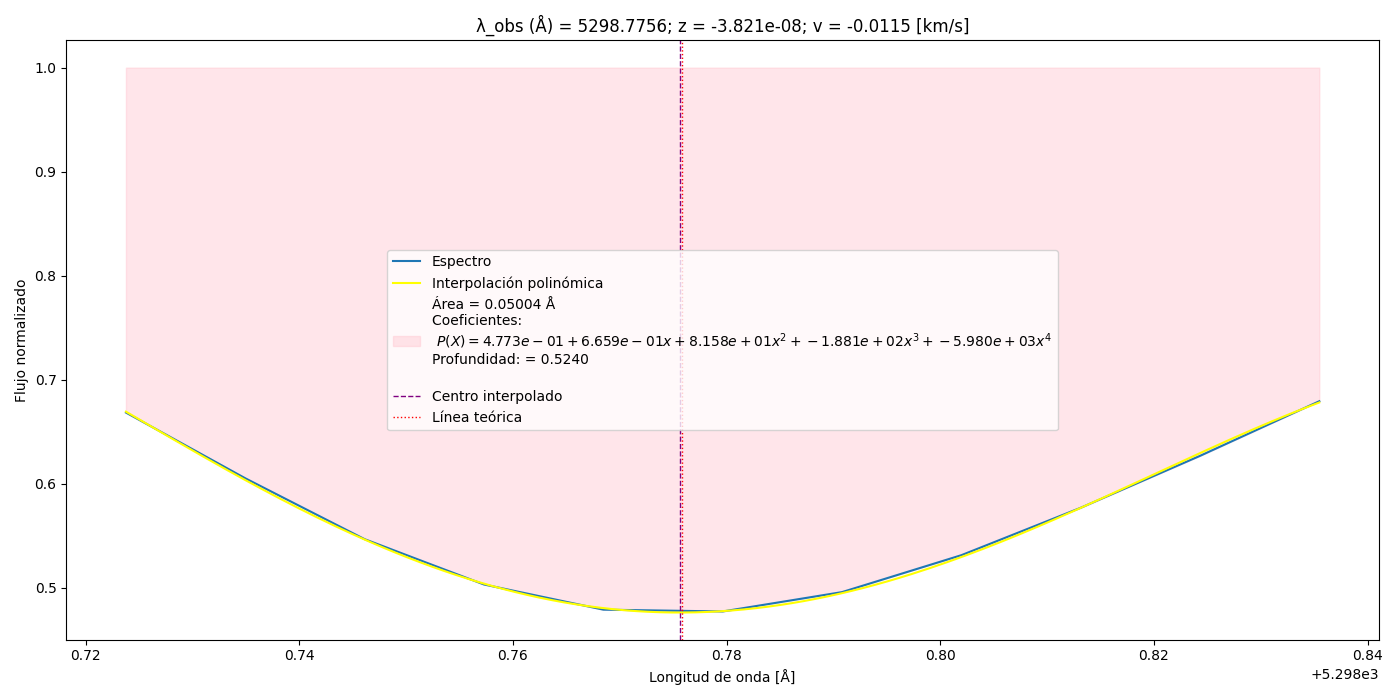 λ_obs (Å) = 5298.7756; z = -3.821e-08; v = -0.0115 [km/s]
Flujo normalizado
1.0
0.9
0.8
0.7
0.6
0.5
Espectro
Interpolación polinómica
Área = 0.05004 Å
Coeficientes:
P(X) = 4.773e − 01 + 6.659e − 01x + 8.158e + 01x² + −1.881e + 02x³ + −5.980e + 03x⁴
Profundidad: = 0.5240
Centro interpolado
Línea teórica
0.72 0.74 0.76 0.78 0.80 0.82 0.84
+5.298e3
Longitud de onda [Å]